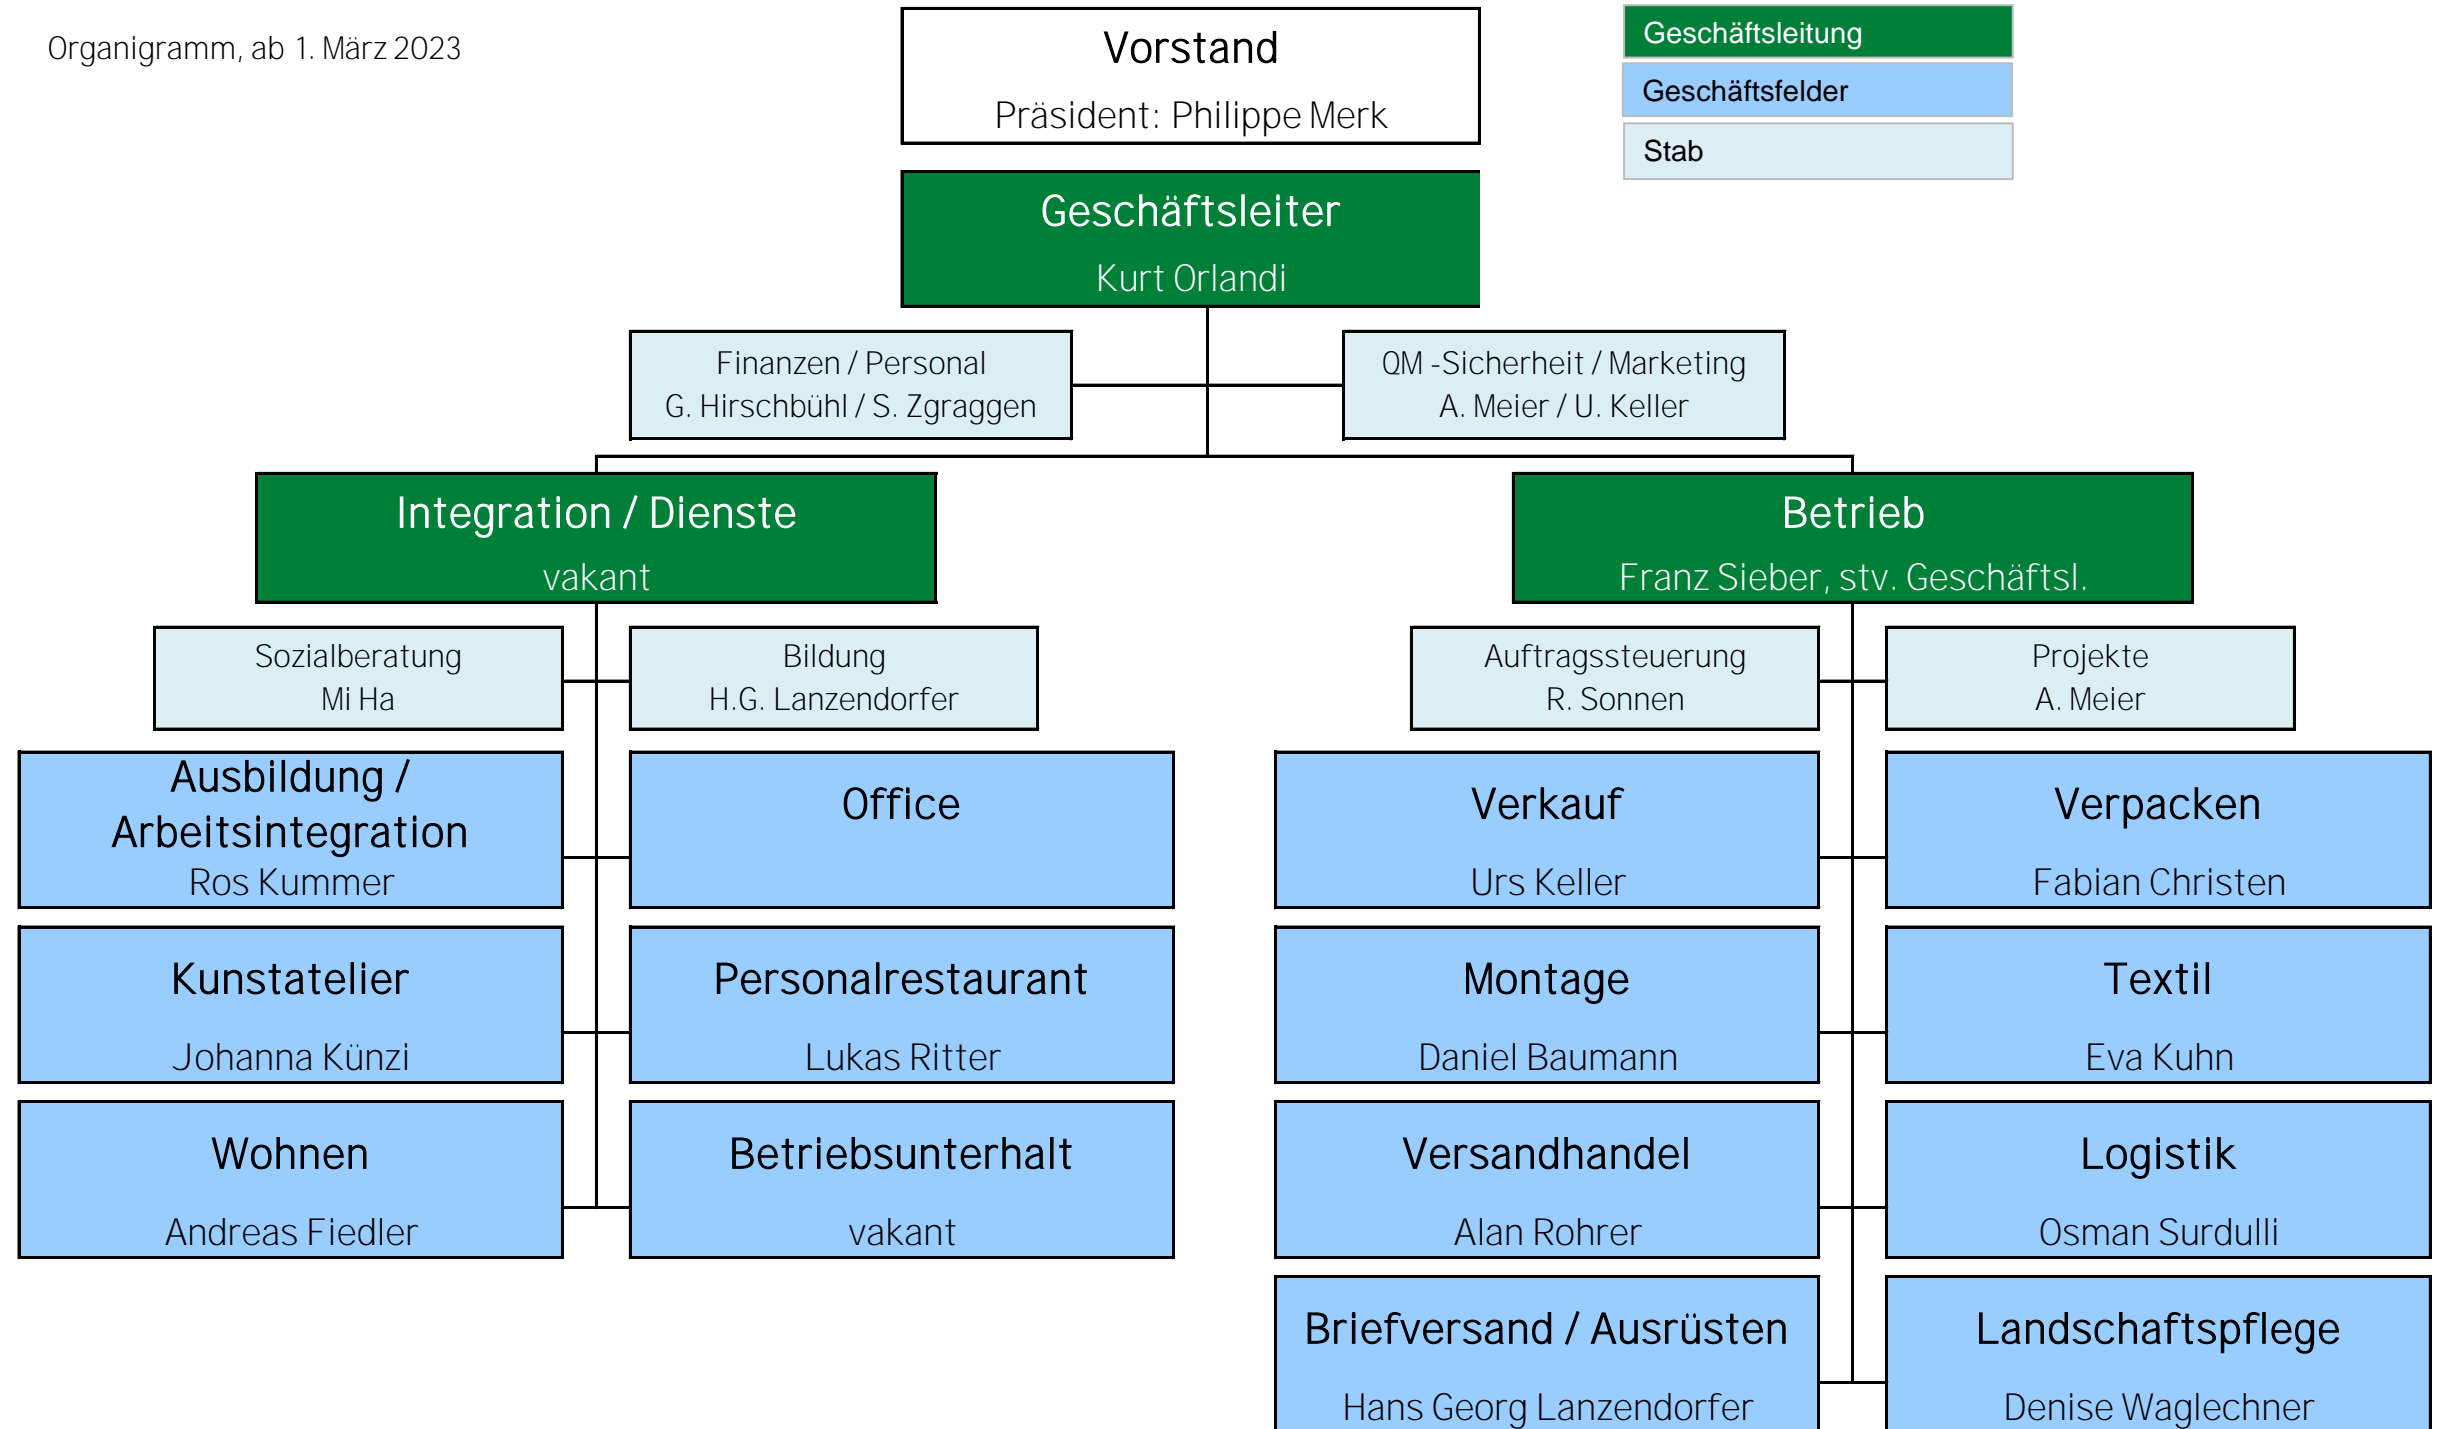 Organigramm, ab 1. März 2023
Vorstand
Präsident: Philippe Merk
Geschäftsleitung
Geschäftsfelder
Stab
Geschäftsleiter
Kurt Orlandi
Finanzen / Personal
G. Hirschbühl / S. Zgraggen
QM -Sicherheit / Marketing
A. Meier / U. Keller
Integration / Dienste
vakant
Betrieb
Franz Sieber, stv. Geschäftsl.
Sozialberatung
Mi Ha
Bildung
H.G. Lanzendorfer
Auftragssteuerung
R. Sonnen
Projekte
A. Meier
Ausbildung /
Arbeitsintegration
Ros Kummer
Office
Verkauf
Urs Keller
Verpacken
Fabian Christen
Kunstatelier
Johanna Künzi
Personalrestaurant
Lukas Ritter
Montage
Daniel Baumann
Textil
Eva Kuhn
Wohnen
Andreas Fiedler
Betriebsunterhalt
vakant
Versandhandel
Alan Rohrer
Logistik
Osman Surdulli
Briefversand / Ausrüsten
Hans Georg Lanzendorfer
Landschaftspflege
Denise Waglechner